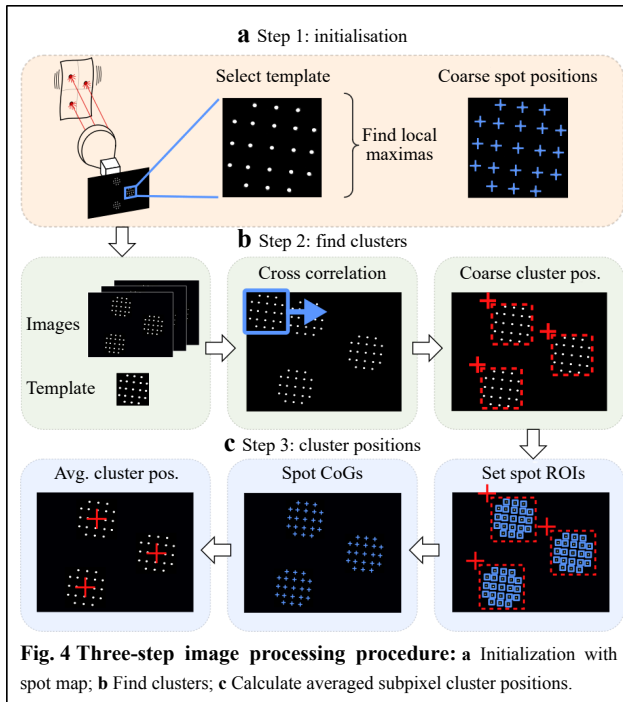 a Step 1: initialisation
Select template
Coarse spot positions
Find local
maximas
b Step 2: find clusters
Images
Template
Cross correlation
Coarse cluster pos.
c Step 3: cluster positions
Avg. cluster pos.
Spot CoGs
Set spot ROIs
Fig. 4 Three-step image processing procedure: a Initialization with
spot map; b Find clusters; c Calculate averaged subpixel cluster positions.